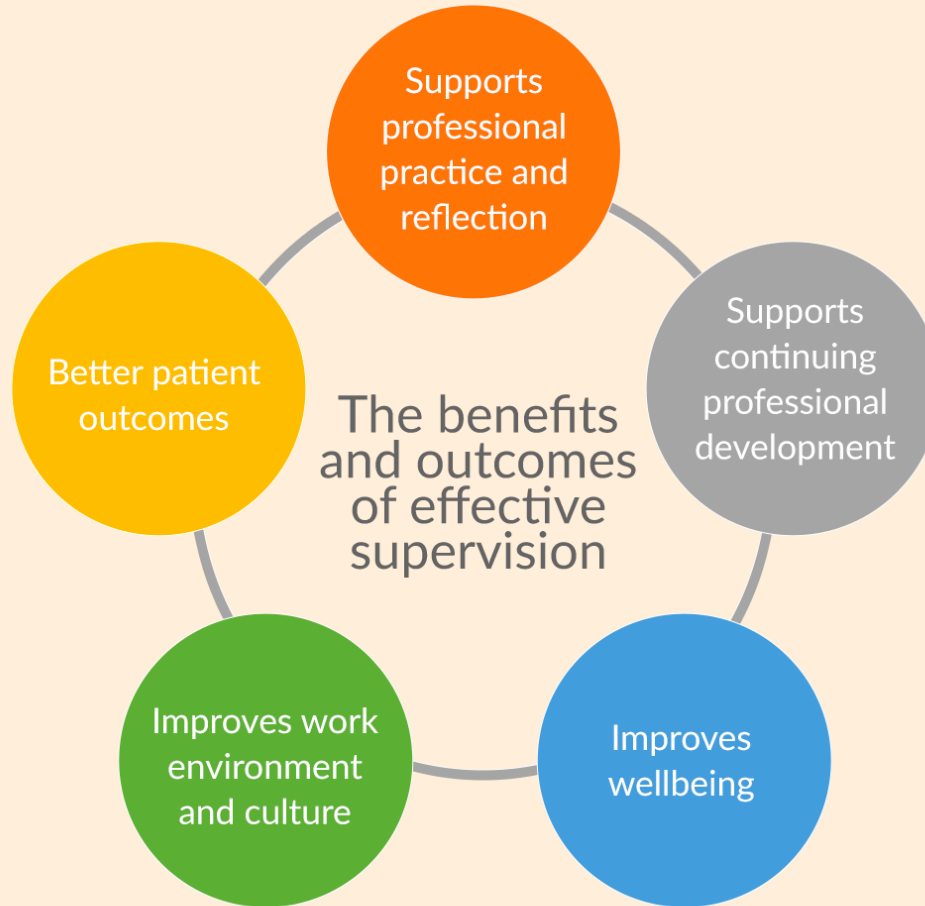 Supports
professional
practice and
reflection
Supports
continuing
professional
development
Improves
wellbeing
Improves work
environment
and culture
Better patient
outcomes
The benefits
and outcomes
of effective
supervision